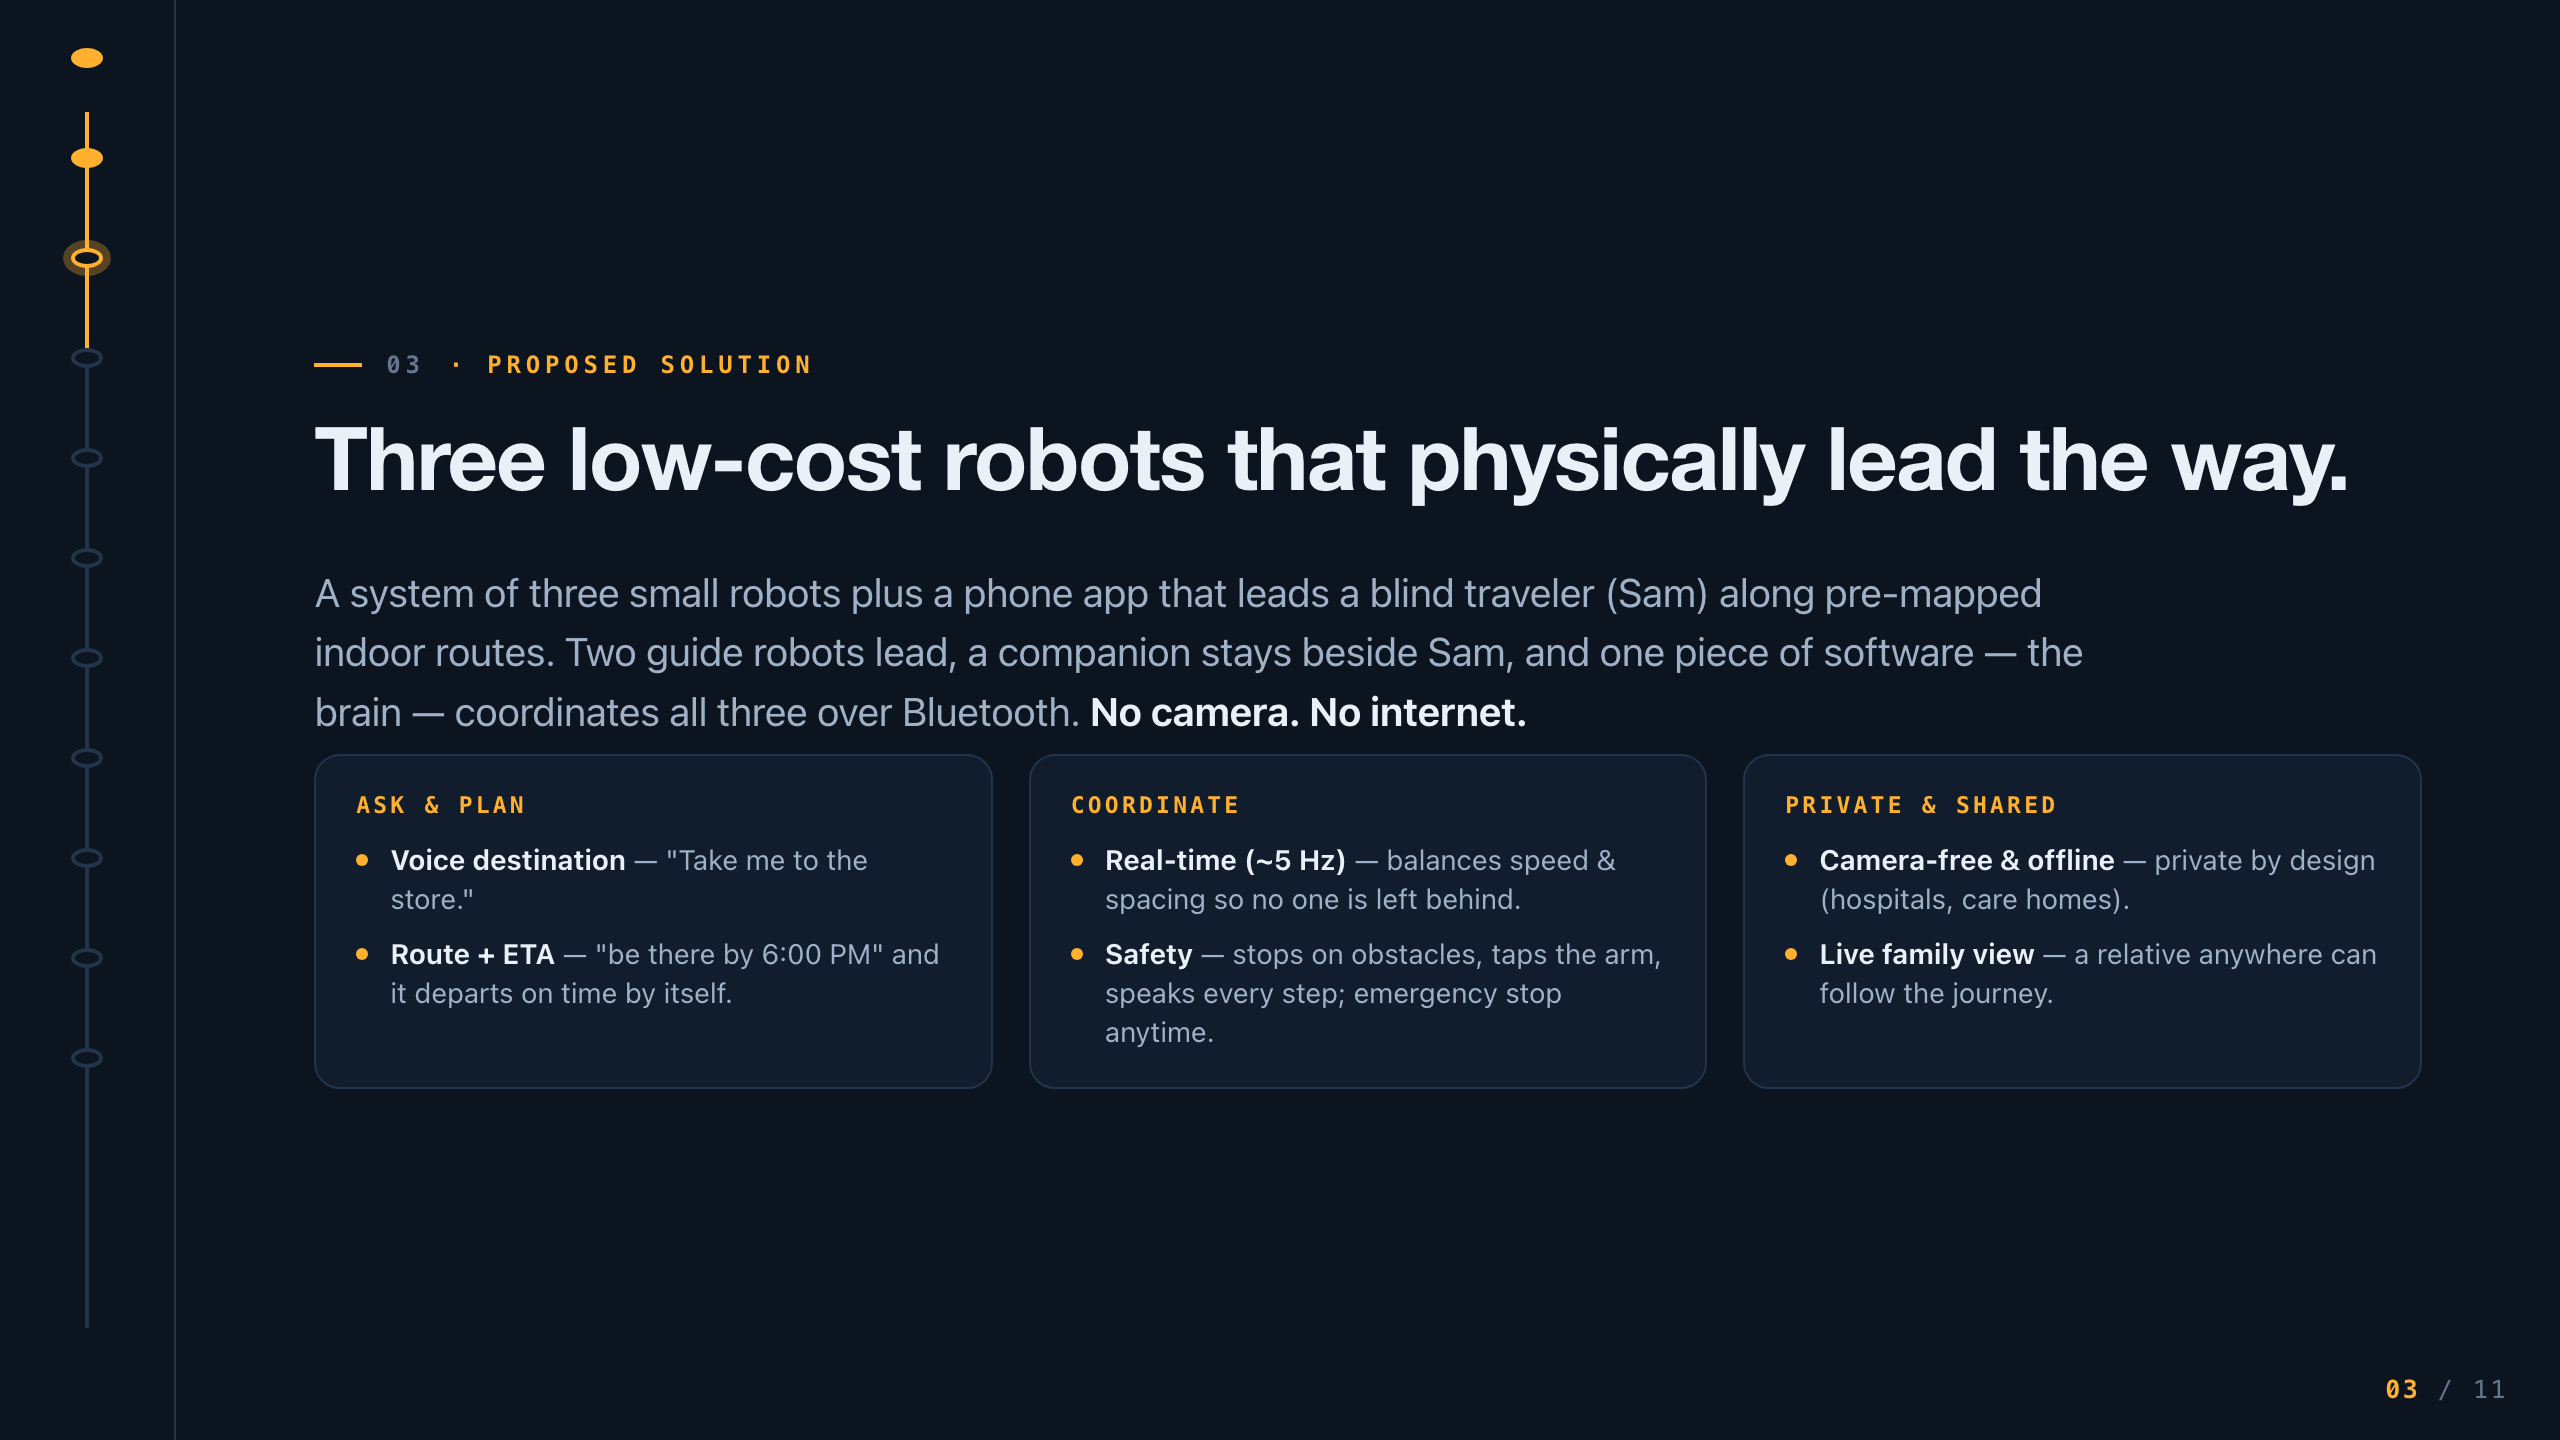 03 · PROPOSED SOLUTION
Three low-cost robots that physically lead the way.
A system of three small robots plus a phone app that leads a blind traveler (Sam) along pre-mapped
indoor routes. Two guide robots lead, a companion stays beside Sam, and one piece of software — the
brain — coordinates all three over Bluetooth. No camera. No internet.
ASK & PLAN
Voice destination — "Take me to the
store."
Route + ETA — "be there by 6:00 PM" and
it departs on time by itself.
COORDINATE
Real-time (~5 Hz) — balances speed &
spacing so no one is left behind.
Safety — stops on obstacles, taps the arm,
speaks every step; emergency stop
anytime.
PRIVATE & SHARED
Camera-free & offline — private by design
(hospitals, care homes).
Live family view — a relative anywhere can
follow the journey.
03 / 11